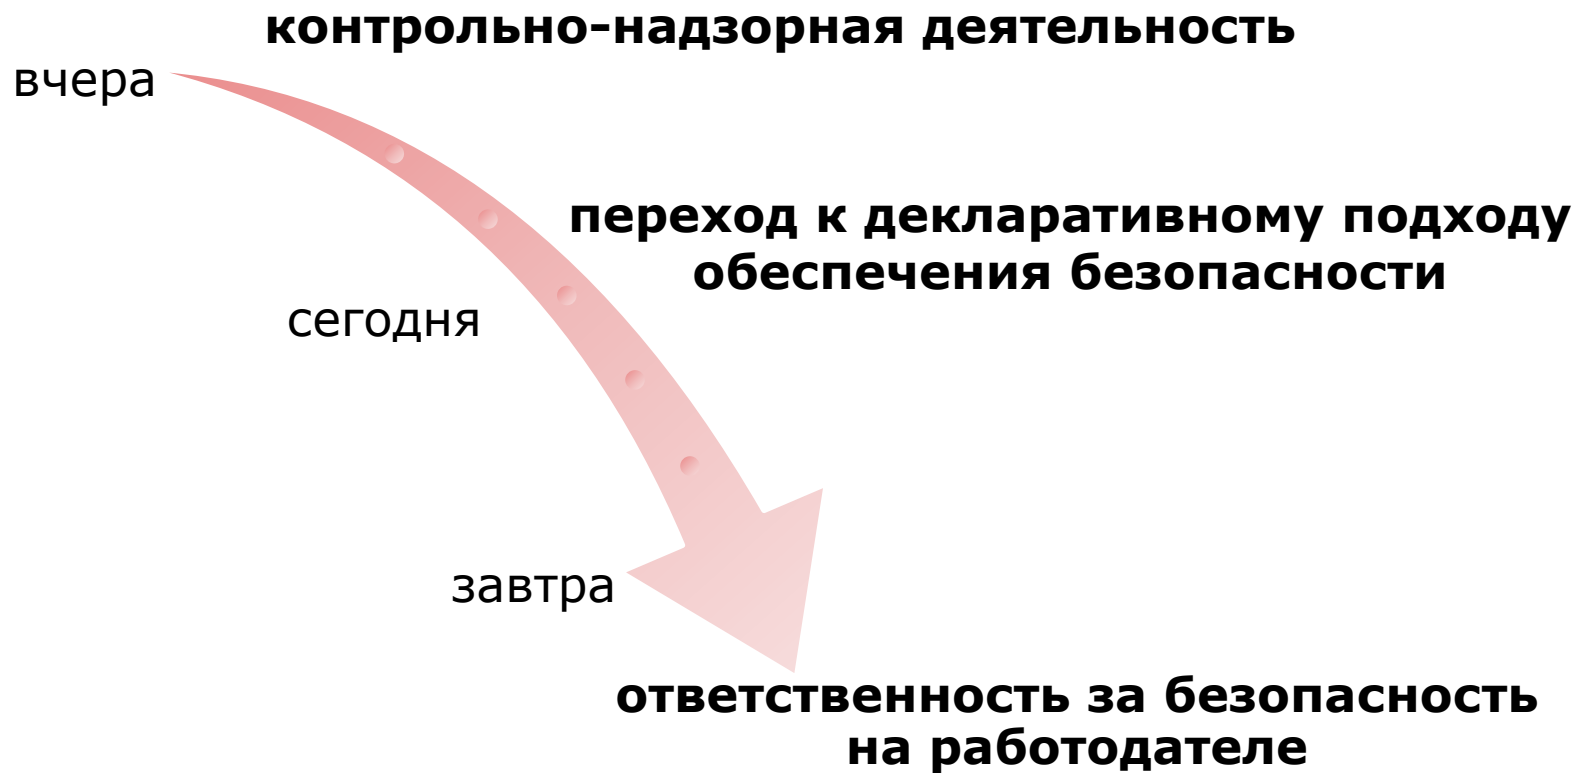 контрольно-надзорная деятельность
вчера
переход к декларативному подходу
обеспечения безопасности
сегодня
завтра
ответственность за безопасность
на работодателе